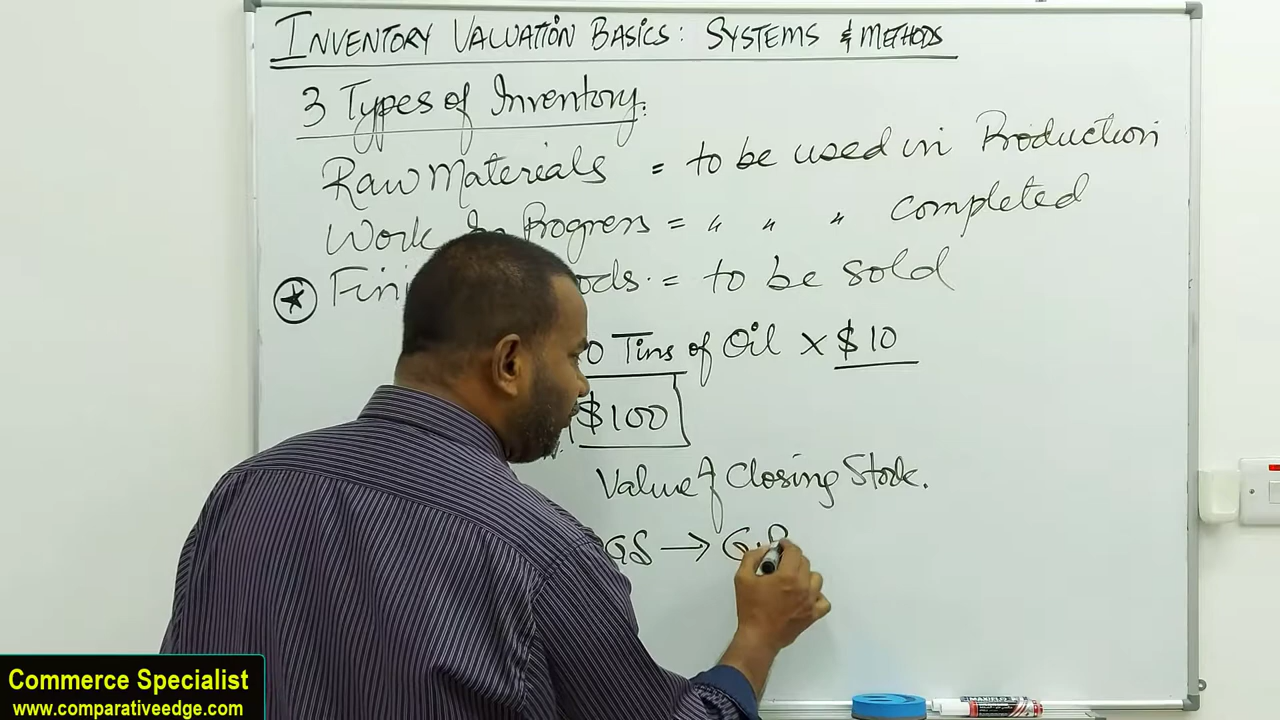 INVENTORY VALUATION BASICS: SYSTEMS & METHODS
3 Types of Inventory:
Raw Materials = to be used in Production
Work In Progress = " " " completed
Fini ods. = to be sold
0 Tins of Oil × $10
$100
Value of Closing Stock.
GS → G.P
Commerce Specialist
www.comparativeedge.com